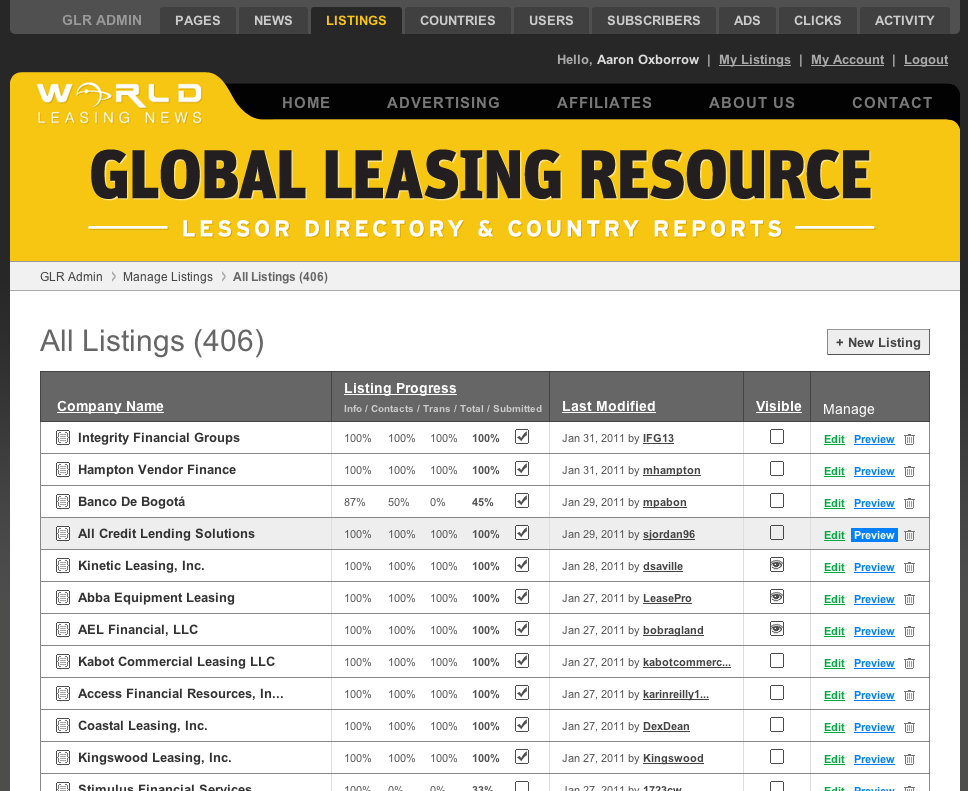 GLR ADMIN PAGES NEWS LISTINGS COUNTRIES USERS SUBSCRIBERS ADS CLICKS ACTIVITY
Hello, Aaron Oxborrow | My Listings | My Account | Logout
WORLD
LEASING NEWS
HOME ADVERTISING AFFILIATES ABOUT US CONTACT
GLOBAL LEASING RESOURCE
LESSOR DIRECTORY & COUNTRY REPORTS
GLR Admin > Manage Listings > All Listings (406)
All Listings (406)
+ New Listing
Company Name Listing Progress Info / Contacts / Trans / Total / Submitted Last Modified Visible Manage
Integrity Financial Groups 100% 100% 100% 100% Jan 31, 2011 by IFG13 Edit Preview
Hampton Vendor Finance 100% 100% 100% 100% Jan 31, 2011 by mhampton Edit Preview
Banco De Bogotá 87% 50% 0% 45% Jan 29, 2011 by mpabon Edit Preview
All Credit Lending Solutions 100% 100% 100% 100% Jan 29, 2011 by sjordan96 Edit Preview
Kinetic Leasing, Inc. 100% 100% 100% 100% Jan 28, 2011 by dsaville Edit Preview
Abba Equipment Leasing 100% 100% 100% 100% Jan 27, 2011 by LeasePro Edit Preview
AEL Financial, LLC 100% 100% 100% 100% Jan 27, 2011 by bobragland Edit Preview
Kabot Commercial Leasing LLC 100% 100% 100% 100% Jan 27, 2011 by kabotcommerc... Edit Preview
Access Financial Resources, In... 100% 100% 100% 100% Jan 27, 2011 by karinreilly1... Edit Preview
Coastal Leasing, Inc. 100% 100% 100% 100% Jan 27, 2011 by DexDean Edit Preview
Kingswood Leasing, Inc. 100% 100% 100% 100% Jan 27, 2011 by Kingswood Edit Preview
Stimulus Financial Services 100% 0% 0% 33% Jan 27, 2011 by 1723cw Edit Preview